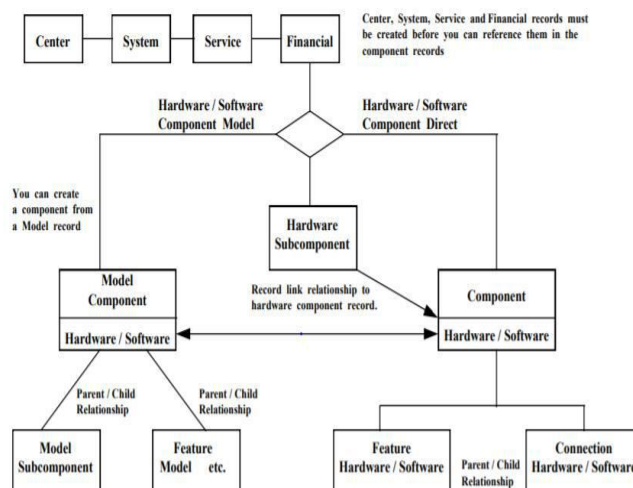 Center
System
Service
Financial
Center, System, Service and Financial records must
be created before you can reference them in the
component records
Hardware / Software
Component Model
Hardware / Software
Component Direct
You can create
a component from
a Model record
Hardware
Subcomponent
Model
Component
Hardware / Software
Record link relationship to
hardware component record.
Component
Hardware / Software
Parent / Child
Relationship
Parent / Child
Relationship
Model
Subcomponent
Feature
Model etc.
Feature
Hardware / Software
Parent / Child
Relationship
Connection
Hardware / Software